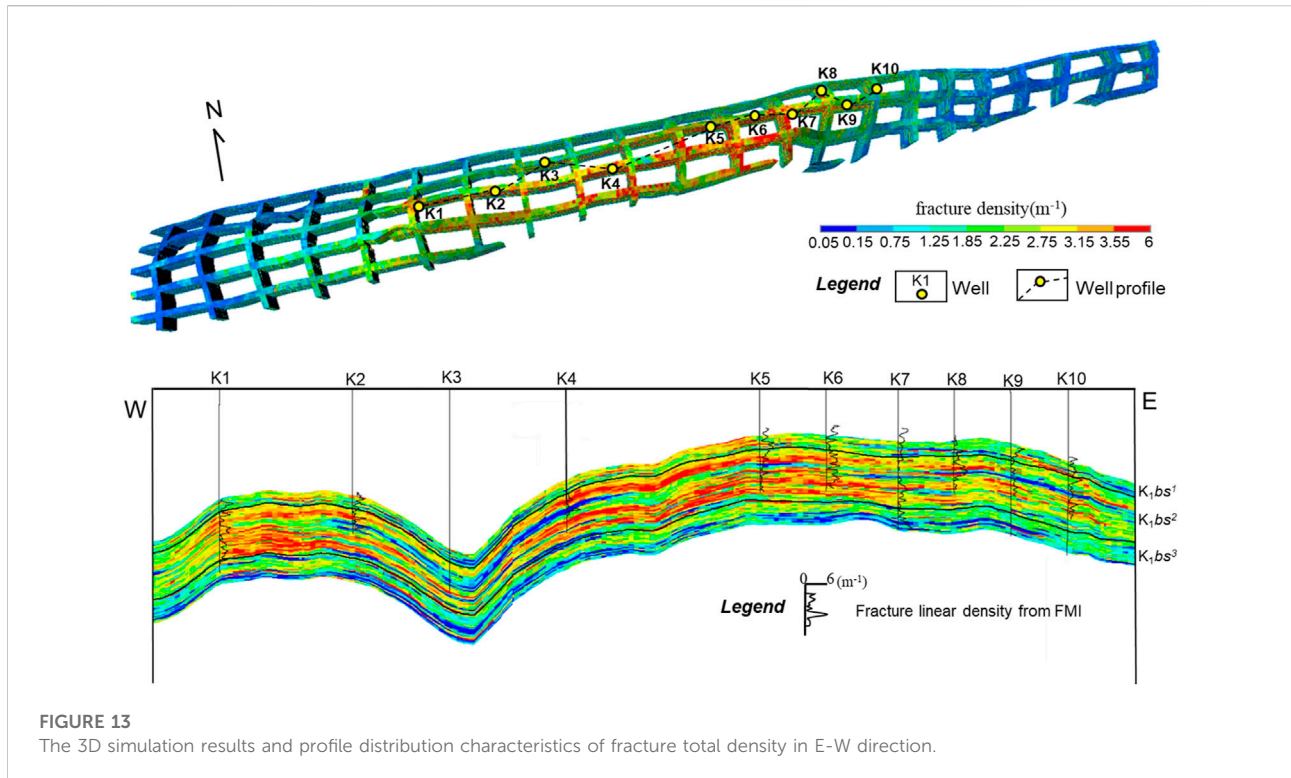 N
K8
K10
K5
K6
K7
K9
K3
K4
K2
K1
fracture density(m⁻¹)
0.05 0.15 0.75 1.25 1.85 2.25 2.75 3.15 3.55 6
Legend K1 Well Well profile
K1 K2 K3 K4 K5 K6 K7 K8 K9 K10
W E
K₁bs¹
K₁bs²
K₁bs³
0 6 (m⁻¹)
Legend Fracture linear density from FMI
FIGURE 13
The 3D simulation results and profile distribution characteristics of fracture total density in E-W direction.